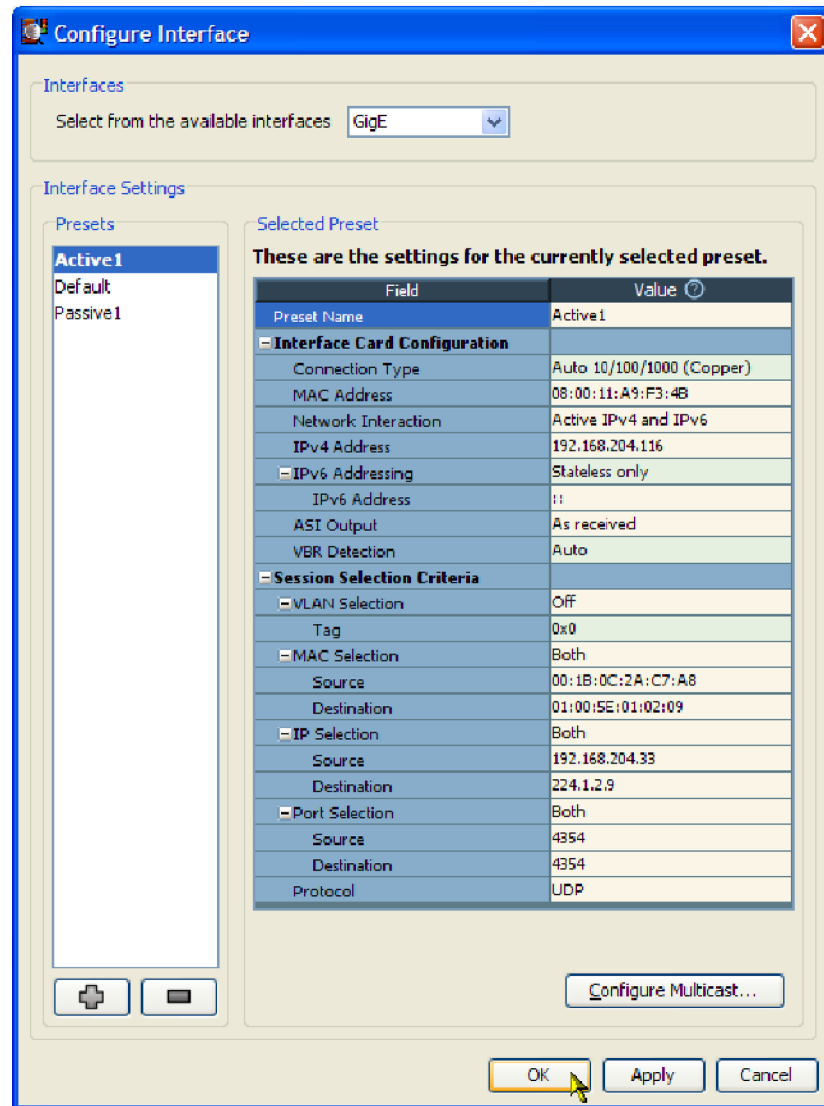 Configure Interface
Interfaces
Select from the available interfaces GigE
Interface Settings
Presets
Active1
Default
Passive1
Selected Preset
These are the settings for the currently selected preset.
Field Value ?
Preset Name Active1
Interface Card Configuration
Connection Type Auto 10/100/1000 (Copper)
MAC Address 08:00:11:A9:F3:4B
Network Interaction Active IPv4 and IPv6
IPv4 Address 192.168.204.116
IPv6 Addressing Stateless only
IPv6 Address ::
ASI Output As received
VBR Detection Auto
Session Selection Criteria
VLAN Selection Off
Tag 0x0
MAC Selection Both
Source 00:1B:0C:2A:C7:A8
Destination 01:00:5E:01:02:09
IP Selection Both
Source 192.168.204.33
Destination 224.1.2.9
Port Selection Both
Source 4354
Destination 4354
Protocol UDP
Configure Multicast...
OK Apply Cancel